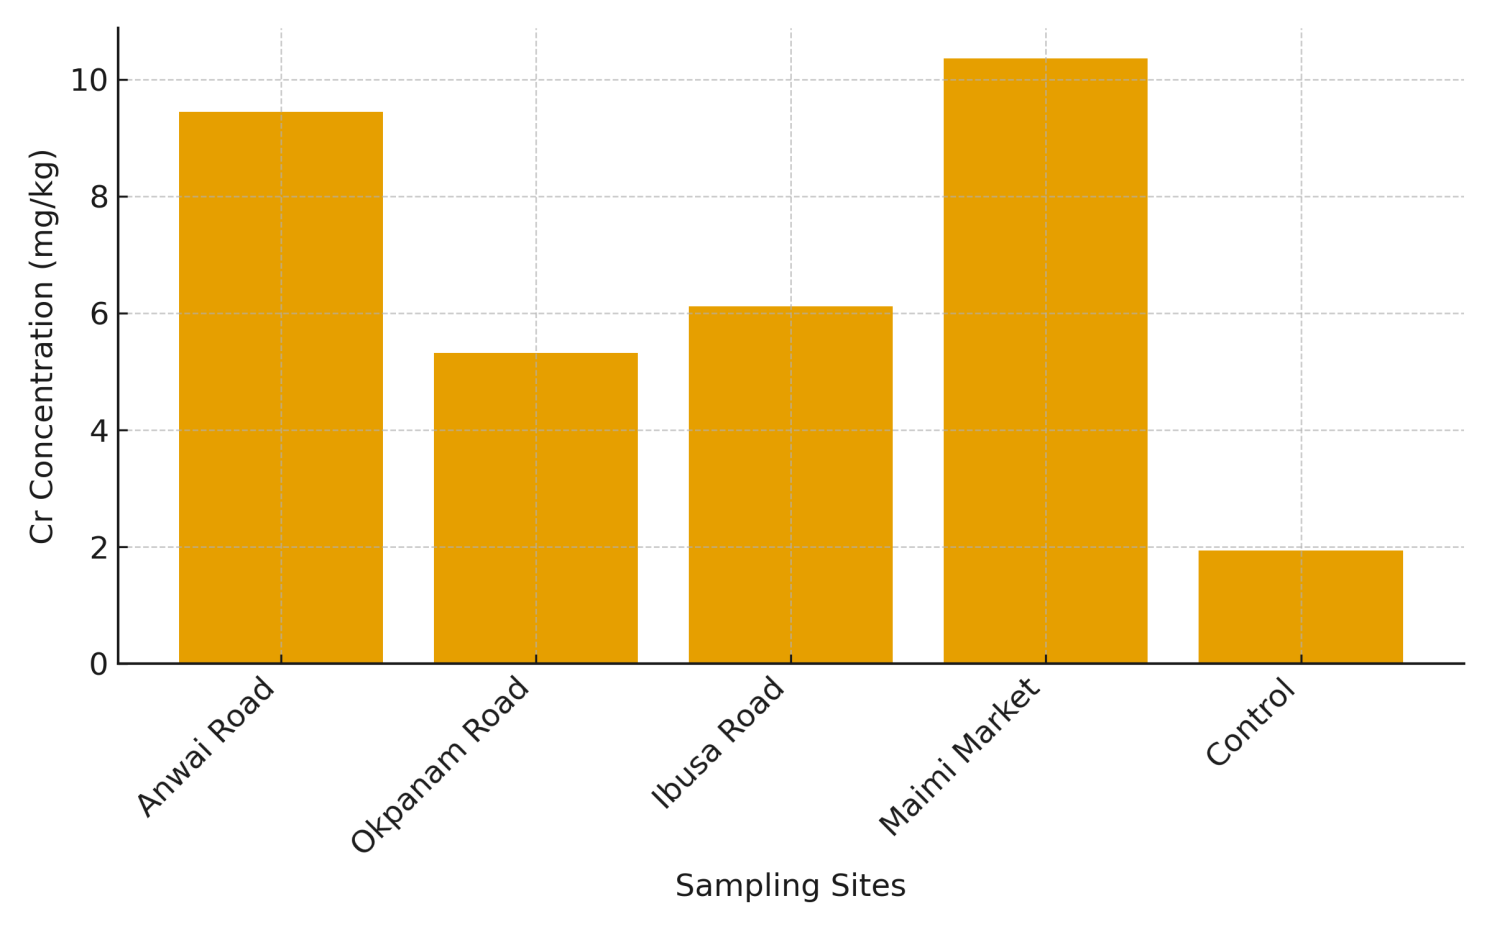 Cr Concentration (mg/kg)
10
8
6
4
2
0
Anwai Road
Okpanam Road
Ibusa Road
Maimi Market
Control
Sampling Sites